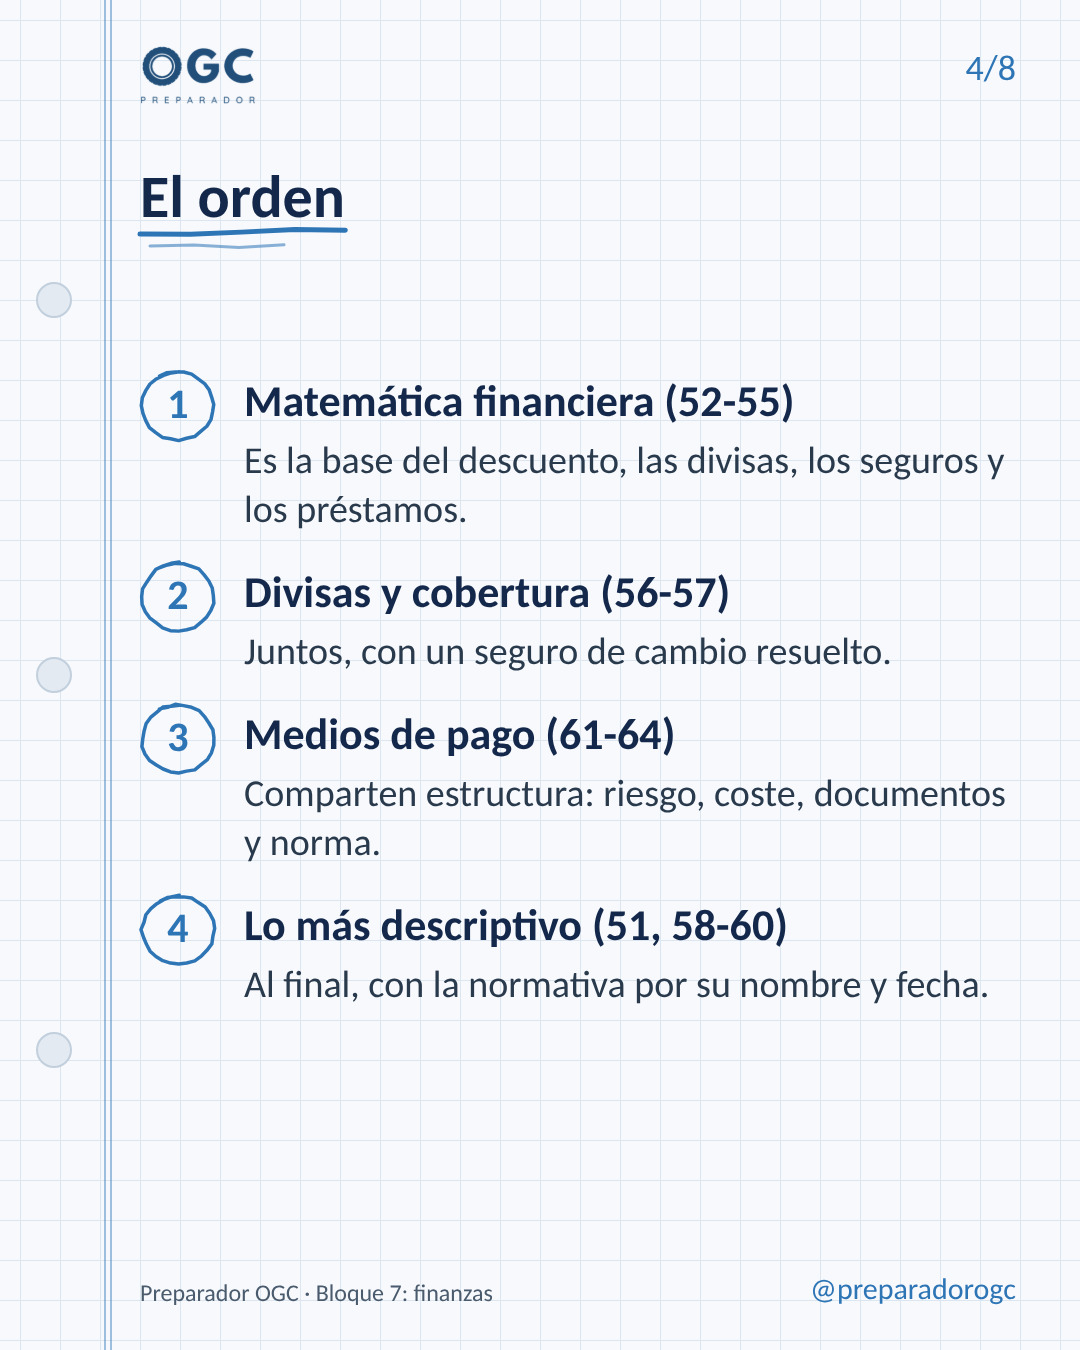 OGC
PREPARADOR
4/8
El orden
1
Matemática financiera (52-55)
Es la base del descuento, las divisas, los seguros y
los préstamos.
2
Divisas y cobertura (56-57)
Juntos, con un seguro de cambio resuelto.
3
Medios de pago (61-64)
Comparten estructura: riesgo, coste, documentos
y norma.
4
Lo más descriptivo (51, 58-60)
Al final, con la normativa por su nombre y fecha.
Preparador OGC · Bloque 7: finanzas
@preparadorogc